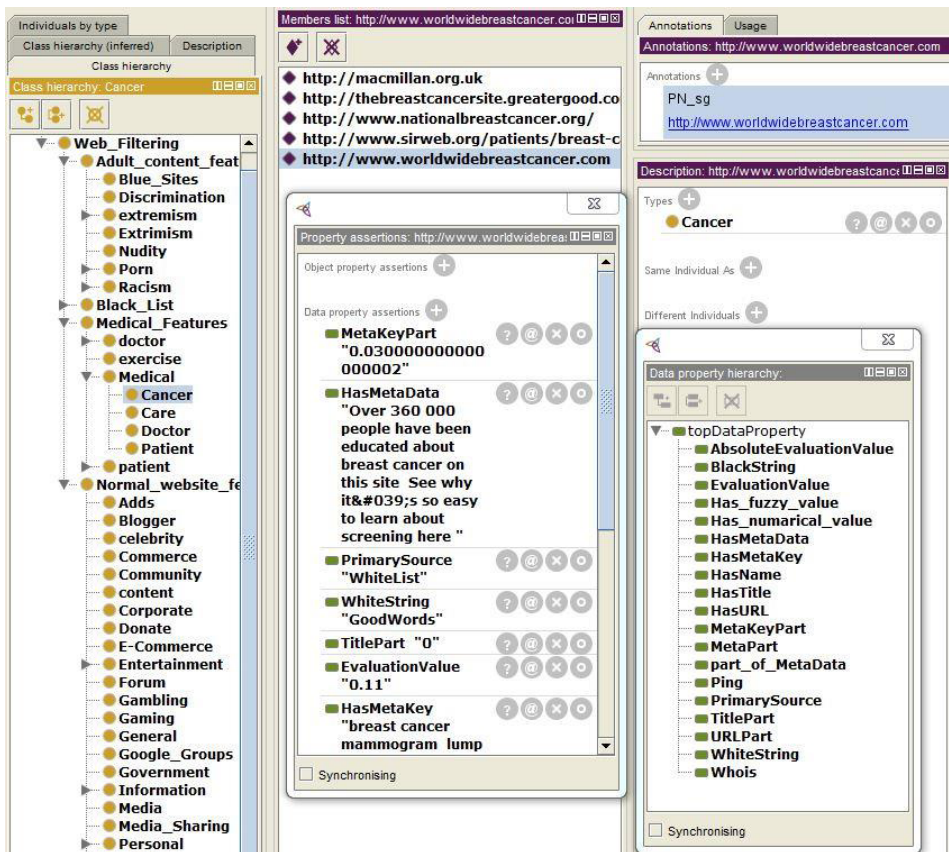 Individuals by type
Class hierarchy (inferred)
Description
Class hierarchy
Class hierarchy: Cancer
Web_Filtering
Adult_content_feat
Blue_Sites
Discrimination
extremism
Extrimism
Nudity
Porn
Racism
Black_List
Medical_Features
doctor
exercise
Medical
Cancer
Care
Doctor
Patient
patient
Normal_website_fe
Adds
Blogger
celebrity
Commerce
Community
content
Corporate
Donate
E-Commerce
Entertainment
Forum
Gambling
Gaming
General
Google_Groups
Government
Information
Media
Media_Sharing
Personal
Members list: http://www.worldwidebreastcancer.co
http://macmillan.org.uk
http://thebreastcancersite.greatergood.co
http://www.nationalbreastcancer.org/
http://www.sirweb.org/patients/breast-c
http://www.worldwidebreastcancer.com
Property assertions: http://www.worldwidebreas
Object property assertions
Data property assertions
MetaKeyPart
"0.030000000000
000002"
HasMetaData
"Over 360 000
people have been
educated about
breast cancer on
this site  See why
it&#039;s so easy
to learn about
screening here "
PrimarySource
"WhiteList"
WhiteString
"GoodWords"
TitlePart "0"
EvaluationValue
"0.11"
HasMetaKey
"breast cancer
mammogram lump
Synchronising
Annotations
Usage
Annotations: http://www.worldwidebreastcancer.com
Annotations
PN_sg
http://www.worldwidebreastcancer.com
Description: http://www.worldwidebreastcance
Types
Cancer
Same Individual As
Different Individuals
Data property hierarchy:
topDataProperty
AbsoluteEvaluationValue
BlackString
EvaluationValue
Has_fuzzy_value
Has_numarical_value
HasMetaData
HasMetaKey
HasName
HasTitle
HasURL
MetaKeyPart
MetaPart
part_of_MetaData
Ping
PrimarySource
TitlePart
URLPart
WhiteString
Whois
Synchronising